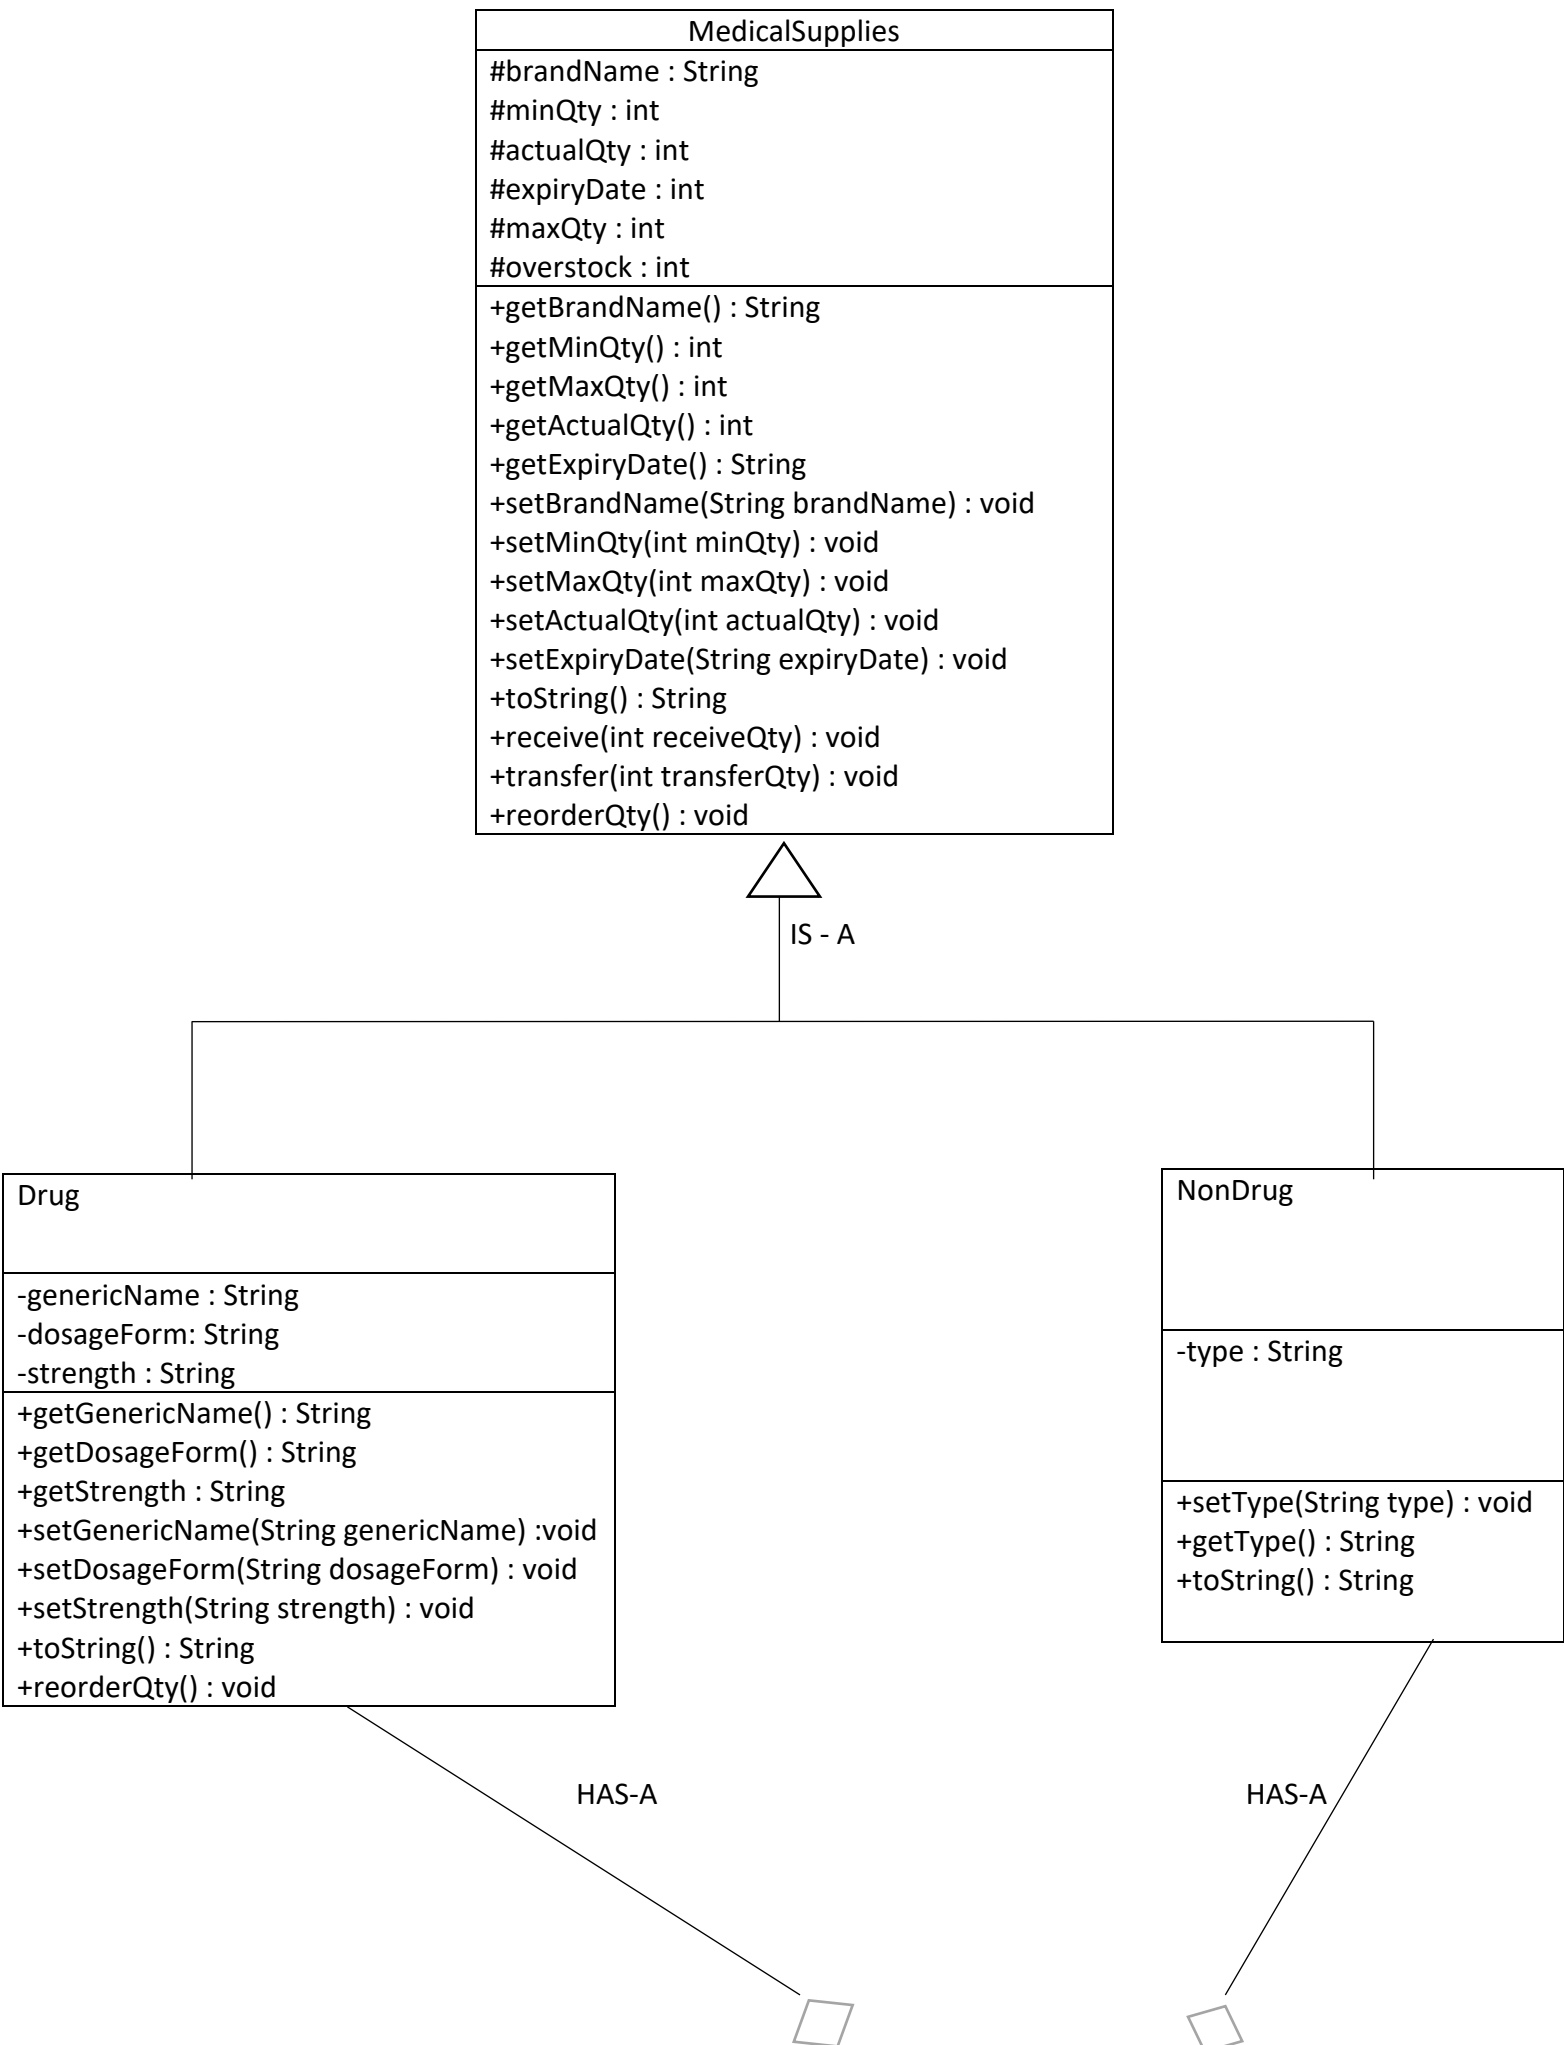 MedicalSupplies
#brandName : String
#minQty : int
#actualQty : int
#expiryDate : int
#maxQty : int
#overstock : int
+getBrandName() : String
+getMinQty() : int
+getMaxQty() : int
+getActualQty() : int
+getExpiryDate() : String
+setBrandName(String brandName) : void
+setMinQty(int minQty) : void
+setMaxQty(int maxQty) : void
+setActualQty(int actualQty) : void
+setExpiryDate(String expiryDate) : void
+toString() : String
+receive(int receiveQty) : void
+transfer(int transferQty) : void
+reorderQty() : void
IS - A
Drug
-genericName : String
-dosageForm: String
-strength : String
+getGenericName() : String
+getDosageForm() : String
+getStrength : String
+setGenericName(String genericName) :void
+setDosageForm(String dosageForm) : void
+setStrength(String strength) : void
+toString() : String
+reorderQty() : void
NonDrug
-type : String
+setType(String type) : void
+getType() : String
+toString() : String
HAS-A
HAS-A